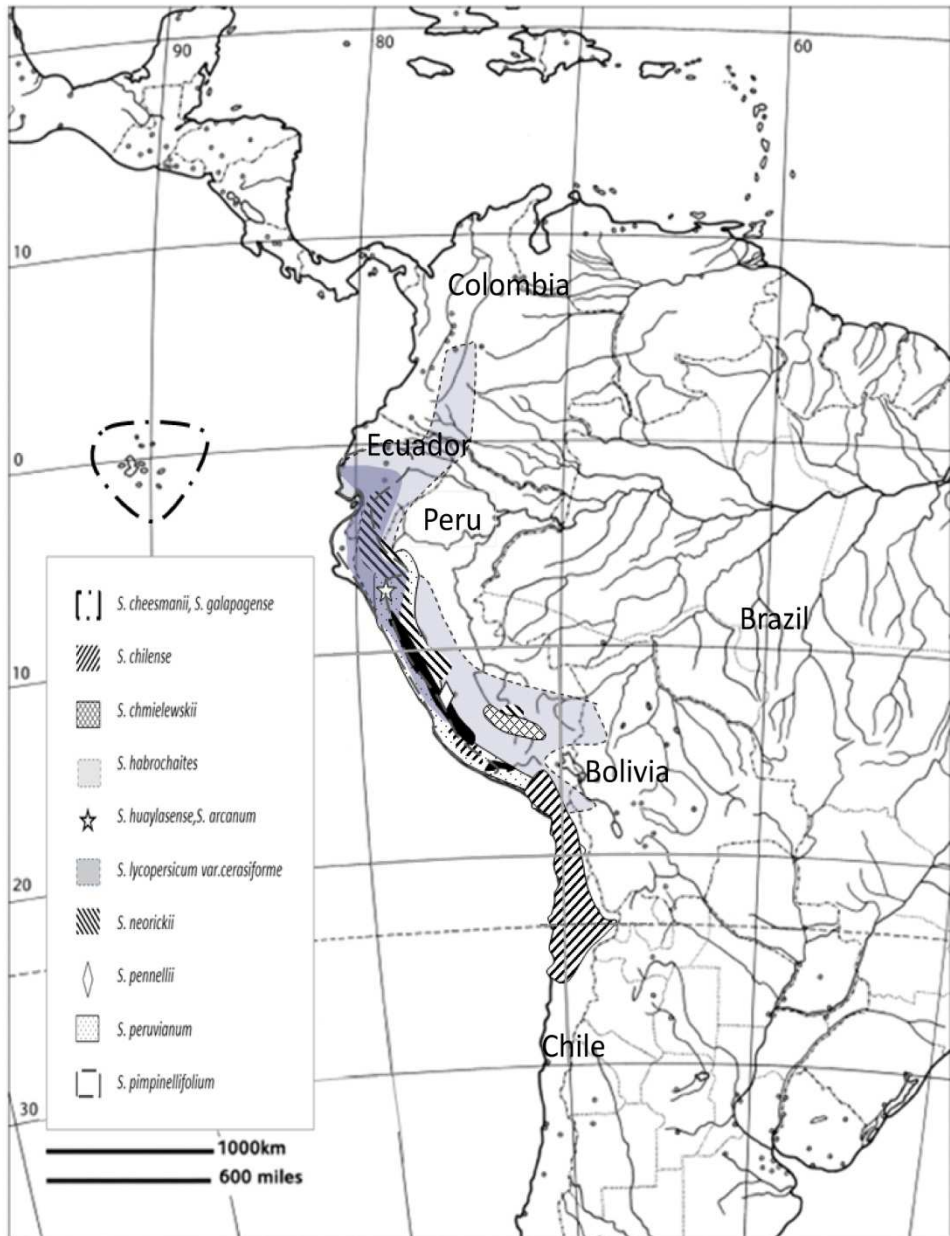 90
80
60
10
Colombia
0
Ecuador
Peru
S. cheesmanii, S. galapagense
Brazil
S. chilense
10
S. chmielewskii
S. habrochaites
Bolivia
S. huaylasense,S. arcanum
S. lycopersicum var.cerasiforme
20
S. neorickii
S. pennellii
S. peruvianum
Chile
S. pimpinellifolium
30
1000km
600 miles